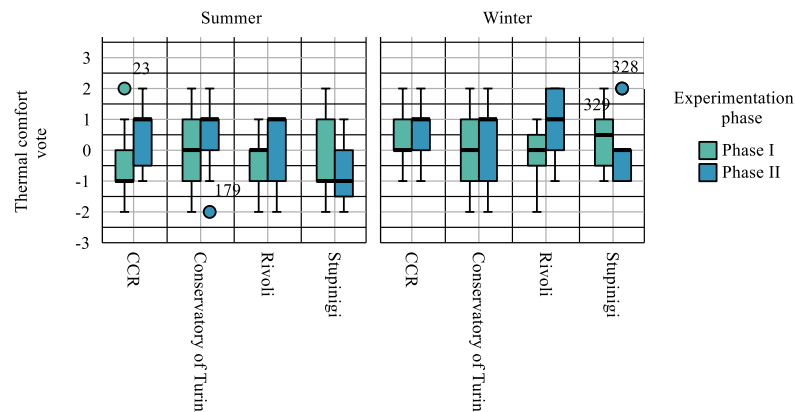 Summer
Winter
Thermal comfort
vote
3
2
1
0
-1
-2
-3
23
179
328
329
CCR
Conservatory of Turin
Rivoli
Stupinigi
CCR
Conservatory of Turin
Rivoli
Stupinigi
Experimentation
phase
Phase I
Phase II